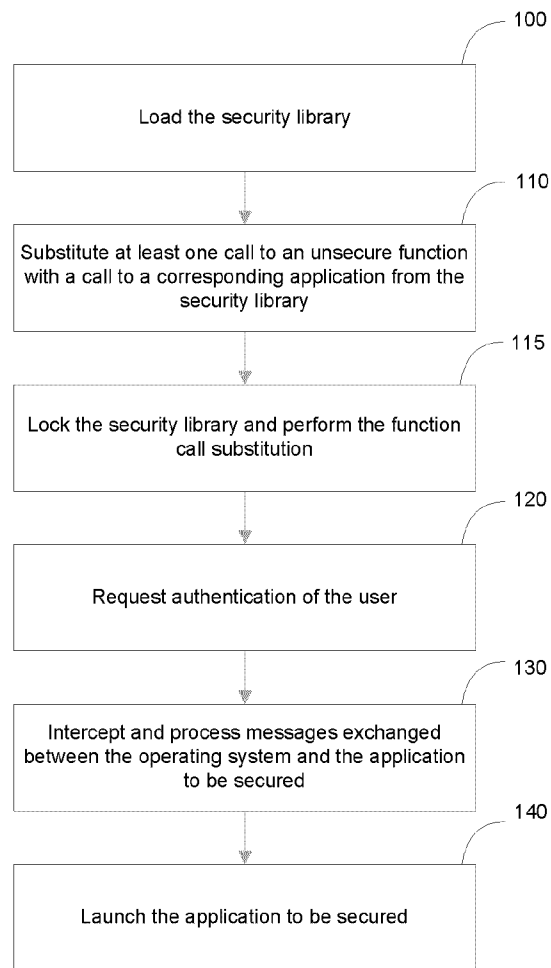 100
Load the security library
110
Substitute at least one call to an unsecure function
with a call to a corresponding application from the
security library
115
Lock the security library and perform the function
call substitution
120
Request authentication of the user
130
Intercept and process messages exchanged
between the operating system and the application
to be secured
140
Launch the application to be secured